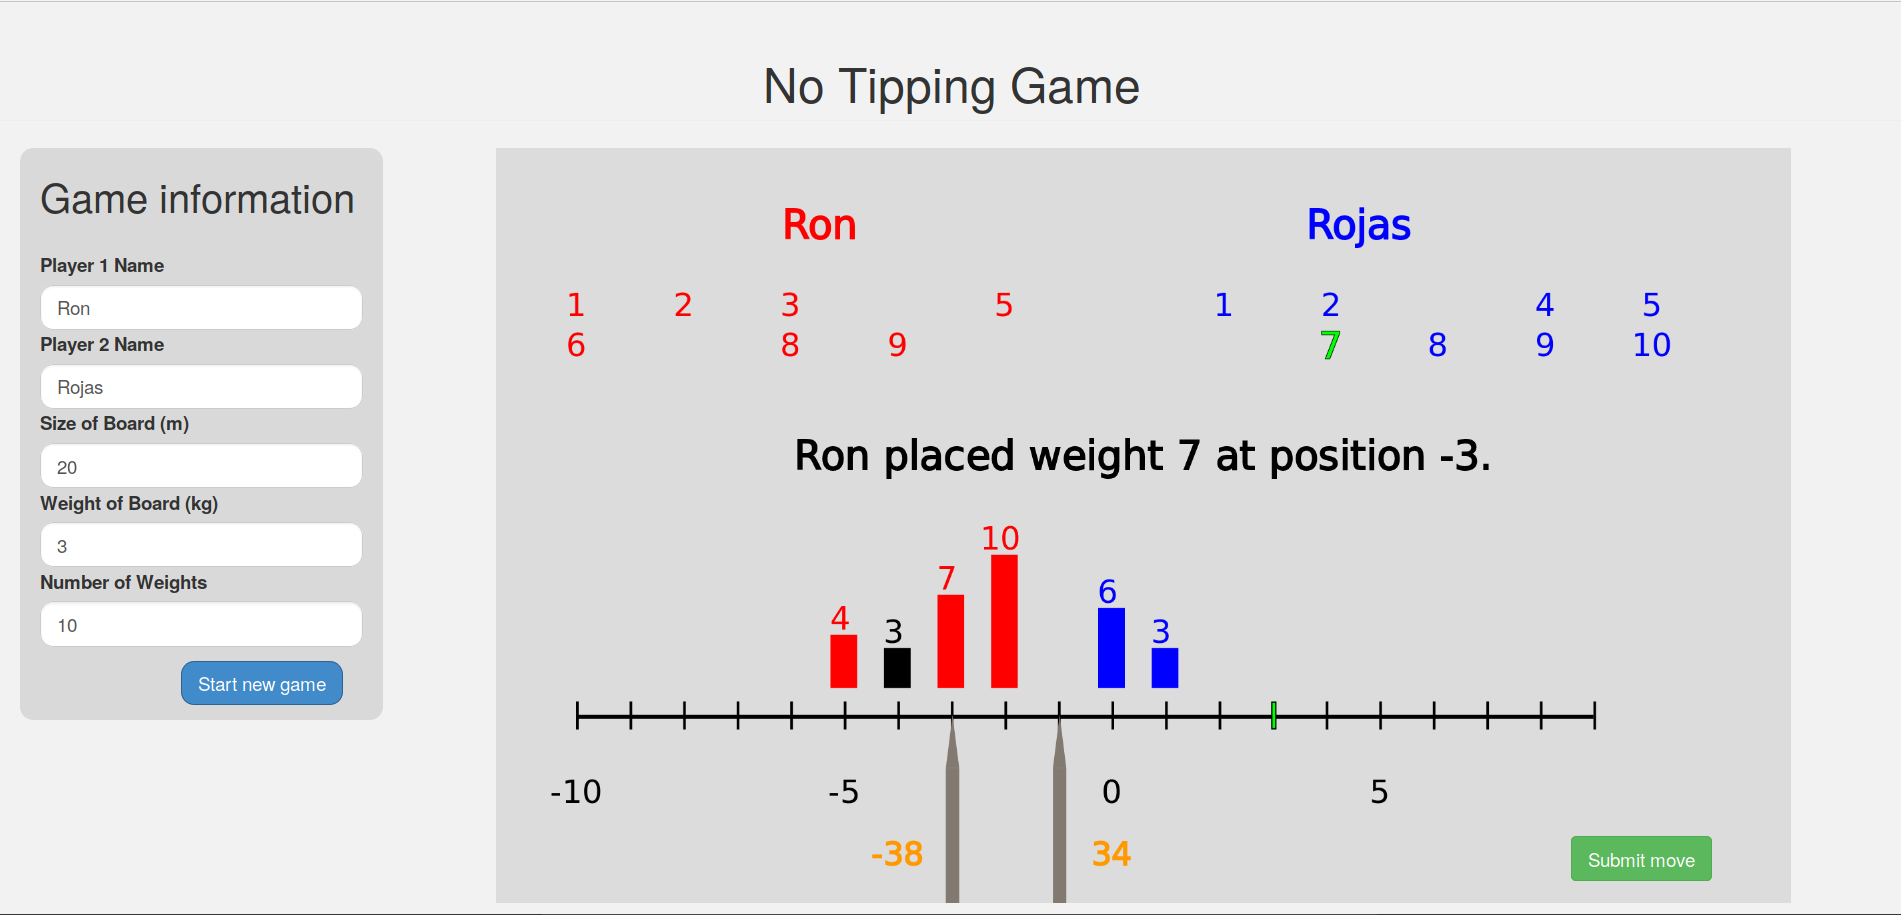 No Tipping Game
Game information
Player 1 Name
Ron
Player 2 Name
Rojas
Size of Board (m)
20
Weight of Board (kg)
3
Number of Weights
10
Start new game
Ron
Rojas
1 2 3 5
6 8 9
1 2 4 5
7 8 9 10
Ron placed weight 7 at position -3.
4 3 7 10 6 3
-10 -5 0 5
-38 34
Submit move